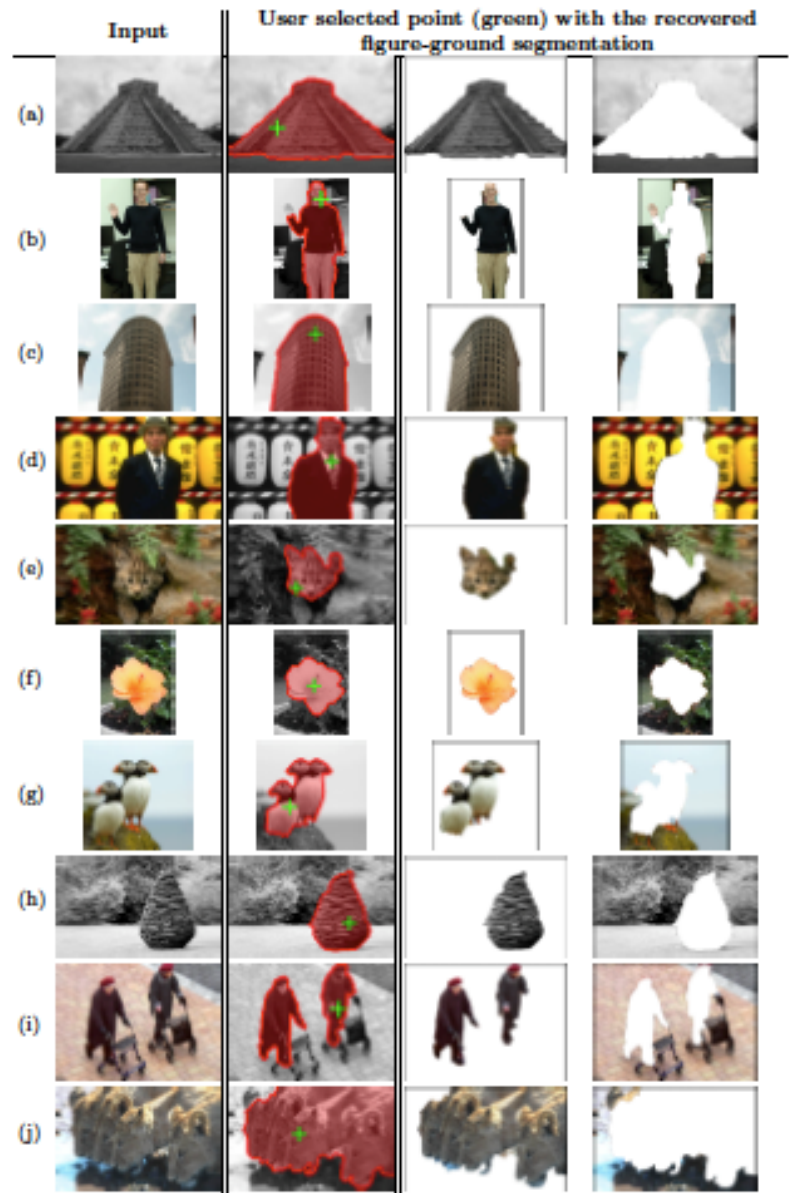 Input
User selected point (green) with the recovered
figure-ground segmentation
(a)
(b)
(c)
(d)
(e)
(f)
(g)
(h)
(i)
(j)